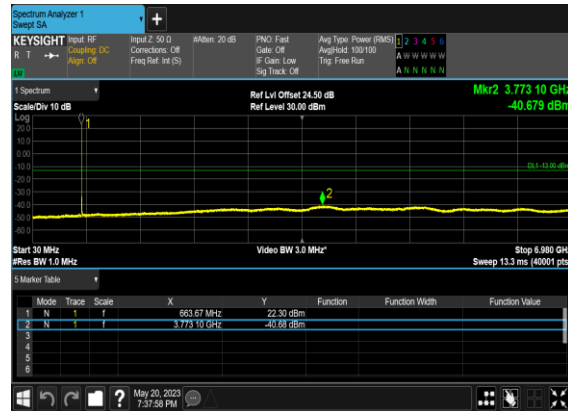 Spectrum Analyzer 1
Swept SA
+
KEYSIGHT Input: RF Input Z: 50 Ω #Atten: 20 dB PNO: Fast Avg Type: Power (RMS) 1 2 3 4 5 6
R T Coupling: DC Corrections: Off Gate: Off Avg|Hold: 100/100 A W W W W W
Align: Off Freq Ref: Int (S) IF Gain: Low Trig: Free Run
Sig Track: Off A N N N N N
1 Spectrum Ref Lvl Offset 24.50 dB Mkr2 3.773 10 GHz
Scale/Div 10 dB Ref Level 30.00 dBm -40.679 dBm
Log
1
20.0
10.0
0.00
-10.0
DL1 -13.00 dBm
-20.0
-30.0
2
-40.0
-50.0
-60.0
Start 30 MHz Video BW 3.0 MHz* Stop 6.980 GHz
#Res BW 1.0 MHz Sweep 13.3 ms (40001 pts)
5 Marker Table
Mode Trace Scale X Y Function Function Width Function Value
1 N 1 f 663.67 MHz 22.30 dBm
2 N 1 f 3.773 10 GHz -40.68 dBm
3
4
5
6
? May 20, 2023
7:37:58 PM